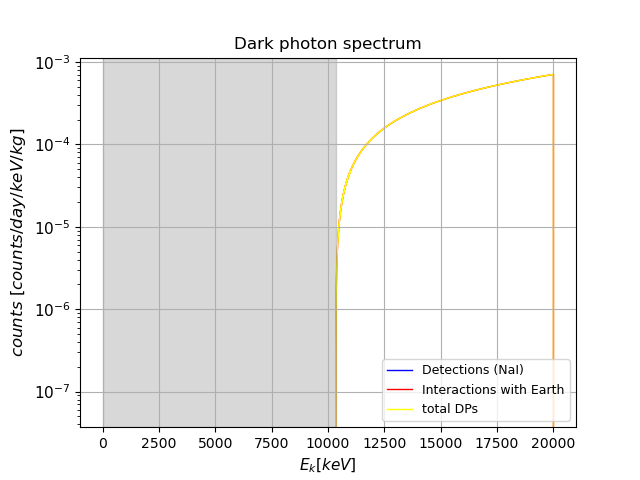 Dark photon spectrum
counts [counts/day/keV/kg]
10⁻³
10⁻⁴
10⁻⁵
10⁻⁶
10⁻⁷
Detections (NaI)
Interactions with Earth
total DPs
0 2500 5000 7500 10000 12500 15000 17500 20000
Eₖ[keV]